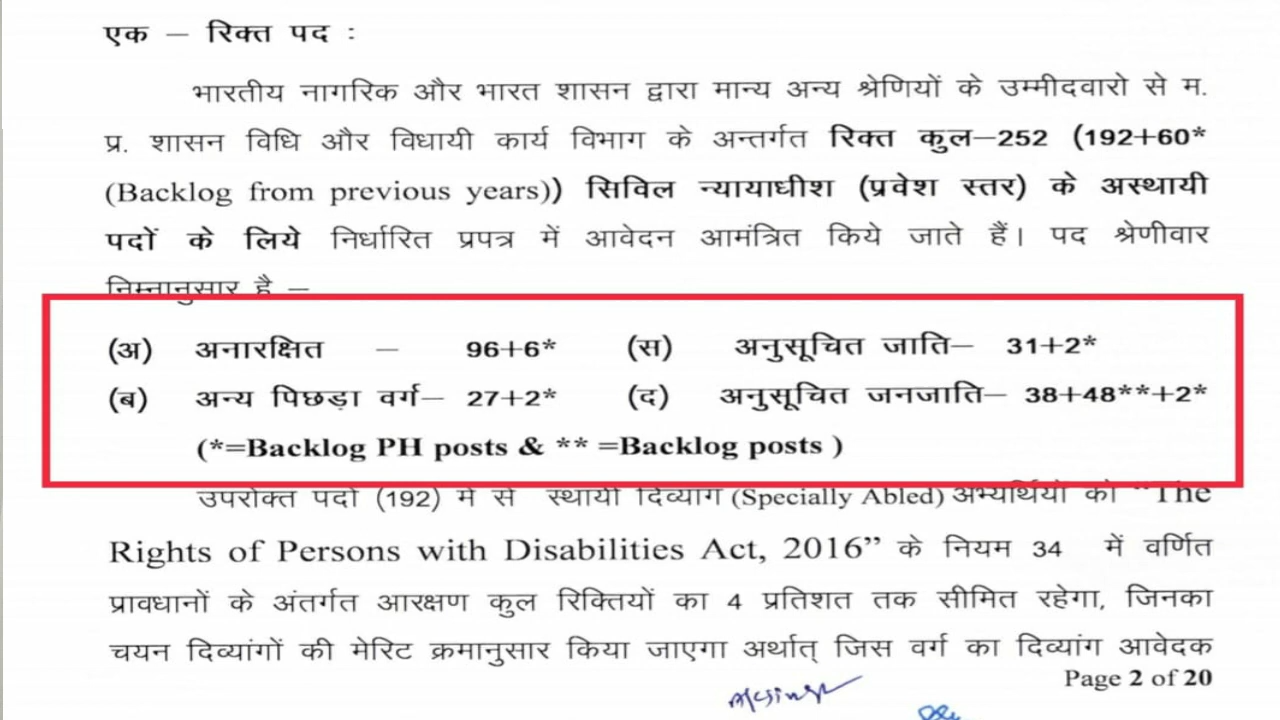 एक – रिक्त पद :
भारतीय नागरिक और भारत शासन द्वारा मान्य अन्य श्रेणियों के उम्मीदवारो से म.
प्र. शासन विधि और विधायी कार्य विभाग के अन्तर्गत रिक्त कुल–252 (192+60*
(Backlog from previous years)) सिविल न्यायाधीश (प्रवेश स्तर) के अस्थायी
पदों के लिये निर्धारित प्रपत्र में आवेदन आमंत्रित किये जाते हैं। पद श्रेणीवार
निम्नानुसार है –
(अ) अनारक्षित – 96+6* (स) अनुसूचित जाति– 31+2*
(ब) अन्य पिछड़ा वर्ग– 27+2* (द) अनुसूचित जनजाति– 38+48**+2*
(*=Backlog PH posts & ** =Backlog posts )
उपरोक्त पदों (192) में से स्थायी दिव्यांग (Specially Abled) अभ्यर्थियों को "The
Rights of Persons with Disabilities Act, 2016” के नियम 34 में वर्णित
प्रावधानों के अंतर्गत आरक्षण कुल रिक्तियों का 4 प्रतिशत तक सीमित रहेगा, जिनका
चयन दिव्यांगों की मेरिट क्रमानुसार किया जाएगा अर्थात् जिस वर्ग का दिव्यांग आवेदक
Page 2 of 20